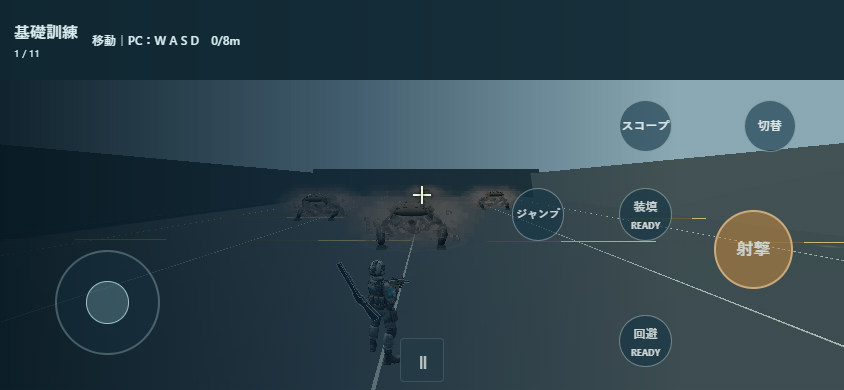 基礎訓練
1 / 11
移動｜PC：W A S D 0/8m
スコープ
切替
ジャンプ
装填
READY
射撃
回避
READY